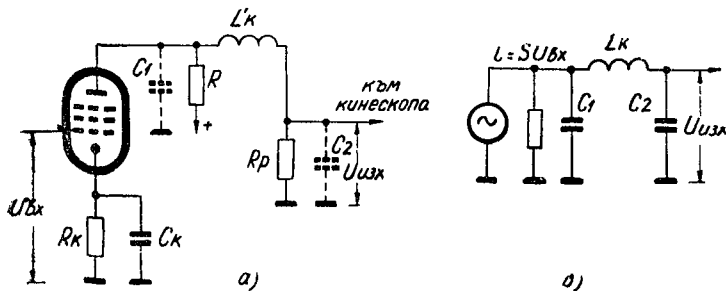 L'к
C1
R
+
към
кинескопа
Rр
C2
Uизх
Uвх
Rк
Cк
а)
i = SUвх
Lк
C1
C2
Uизх
б)